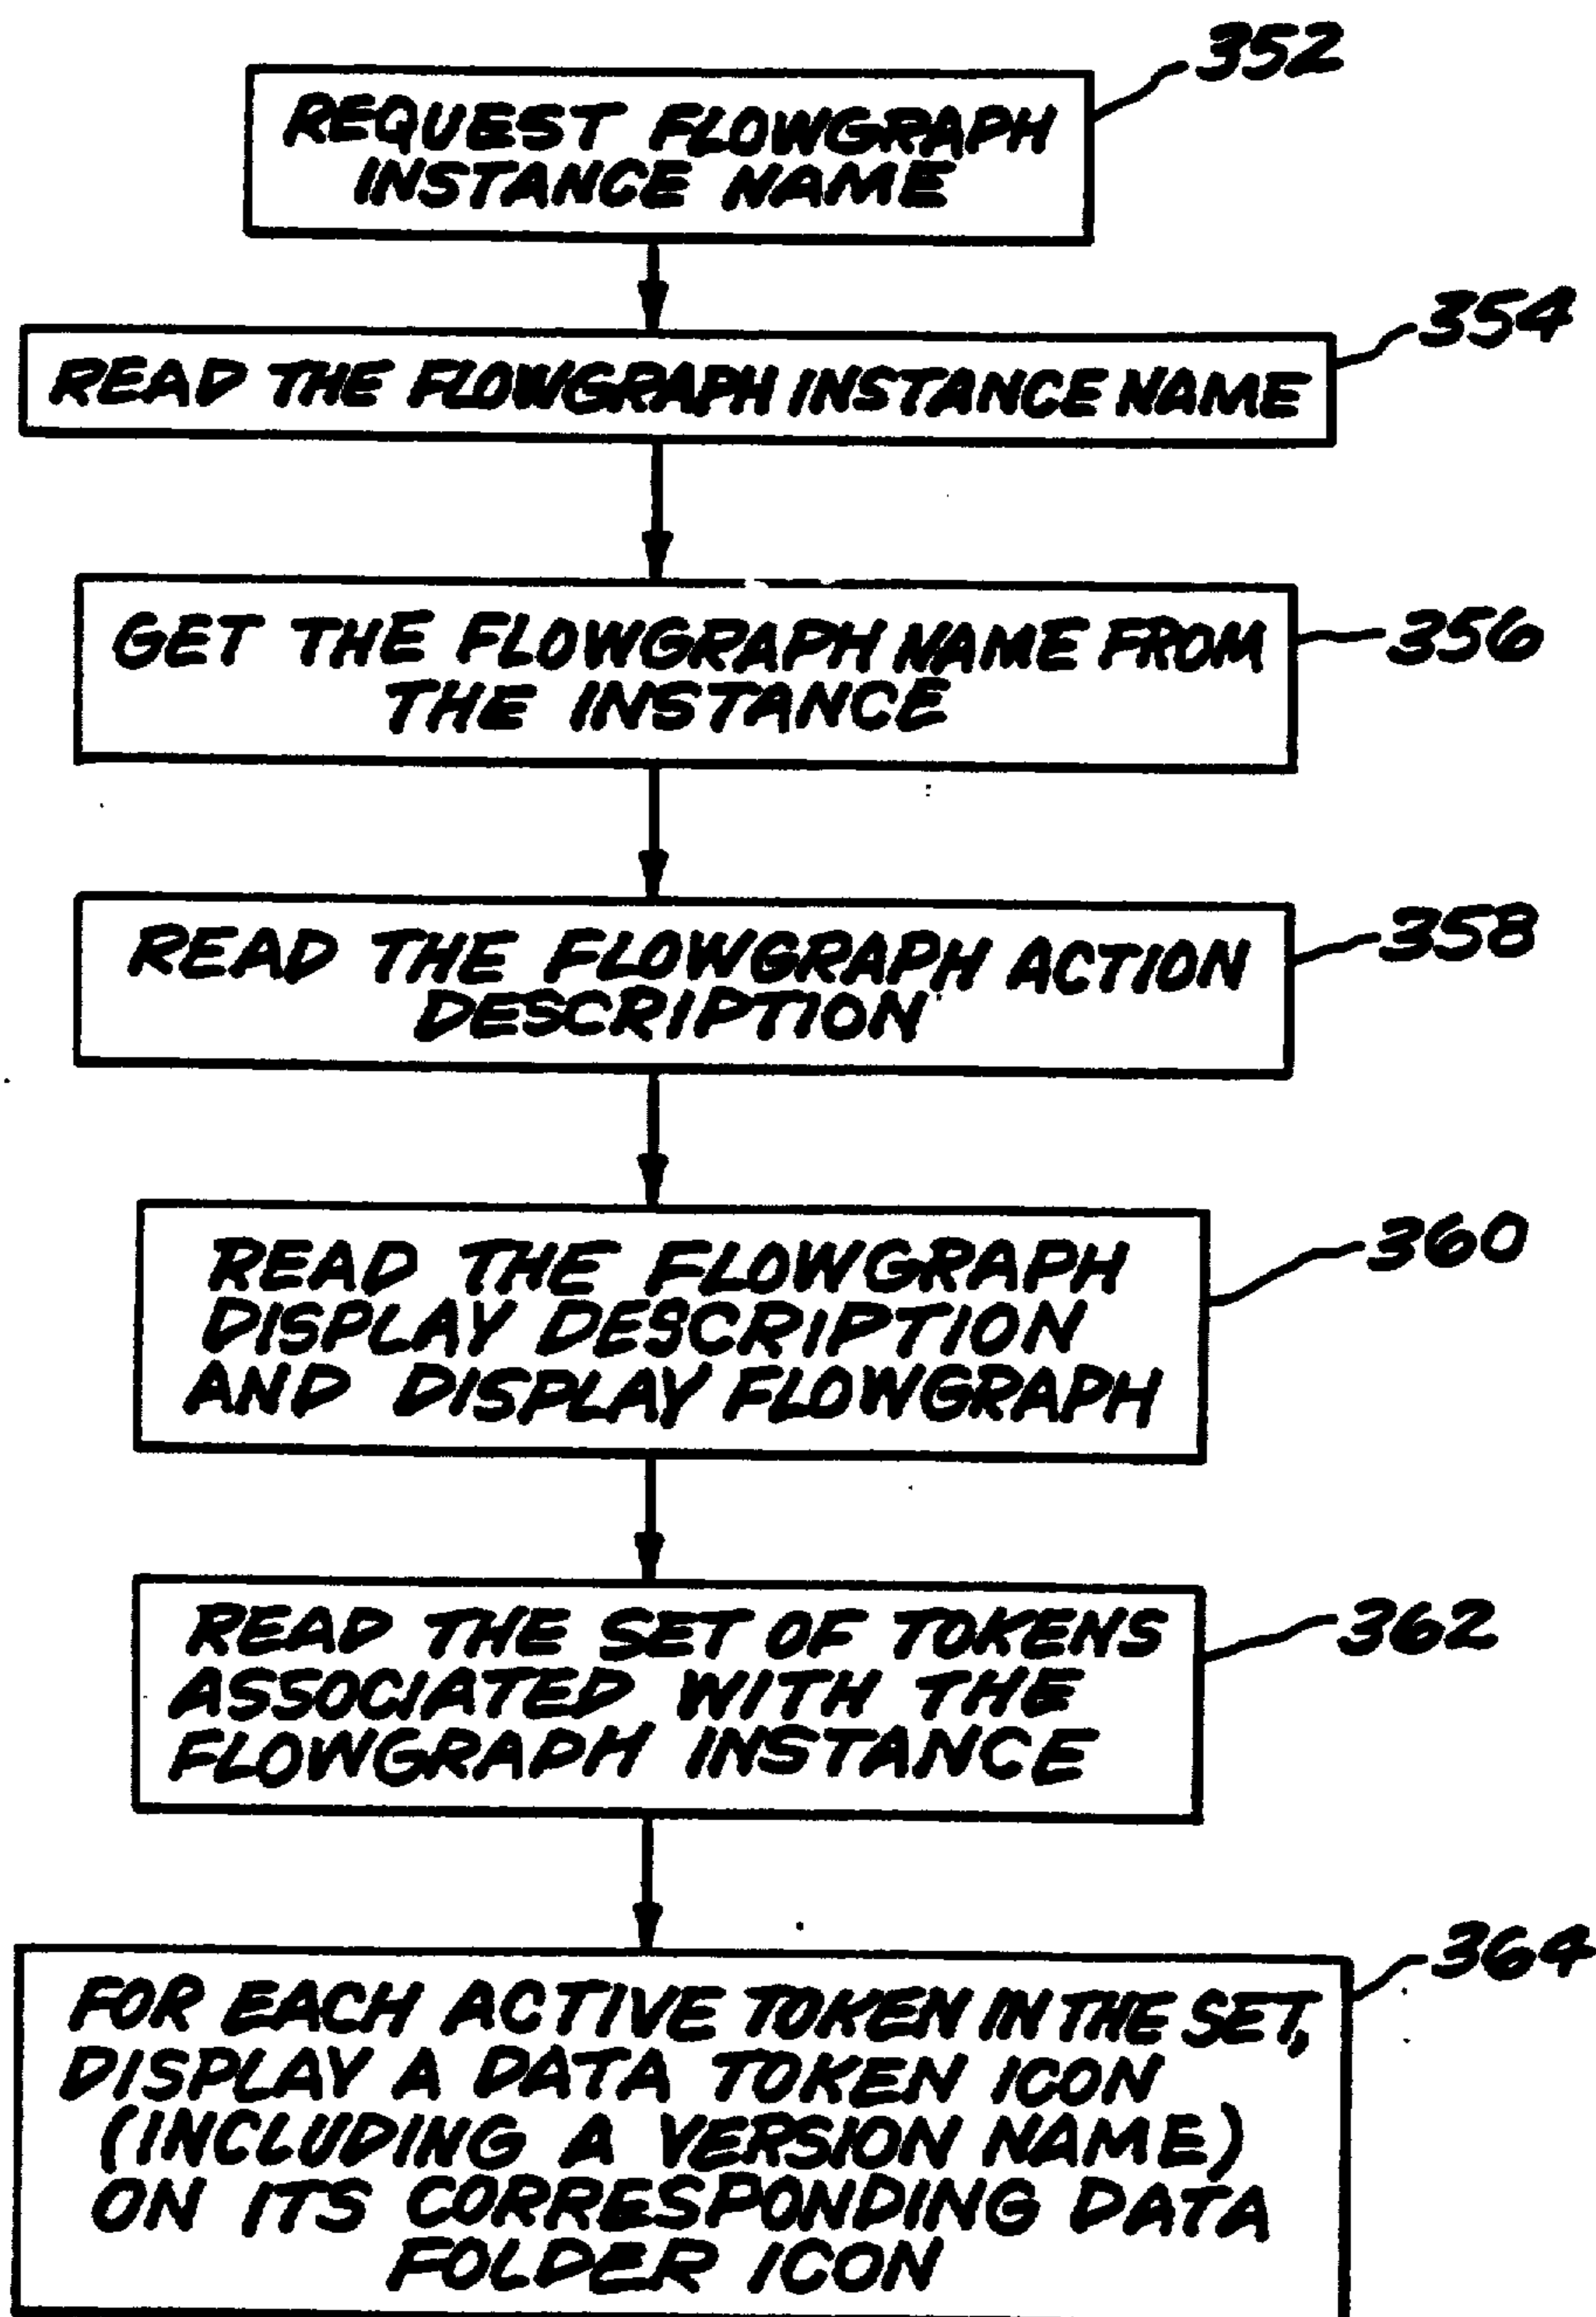 352
REQUEST FLOWGRAPH
INSTANCE NAME
354
READ THE FLOWGRAPH INSTANCE NAME
GET THE FLOWGRAPH NAME FROM
THE INSTANCE
356
READ THE FLOWGRAPH ACTION
DESCRIPTION
358
READ THE FLOWGRAPH
DISPLAY DESCRIPTION
AND DISPLAY FLOWGRAPH
360
READ THE SET OF TOKENS
ASSOCIATED WITH THE
FLOWGRAPH INSTANCE
362
364
FOR EACH ACTIVE TOKEN IN THE SET,
DISPLAY A DATA TOKEN ICON
(INCLUDING A VERSION NAME)
ON ITS CORRESPONDING DATA
FOLDER ICON